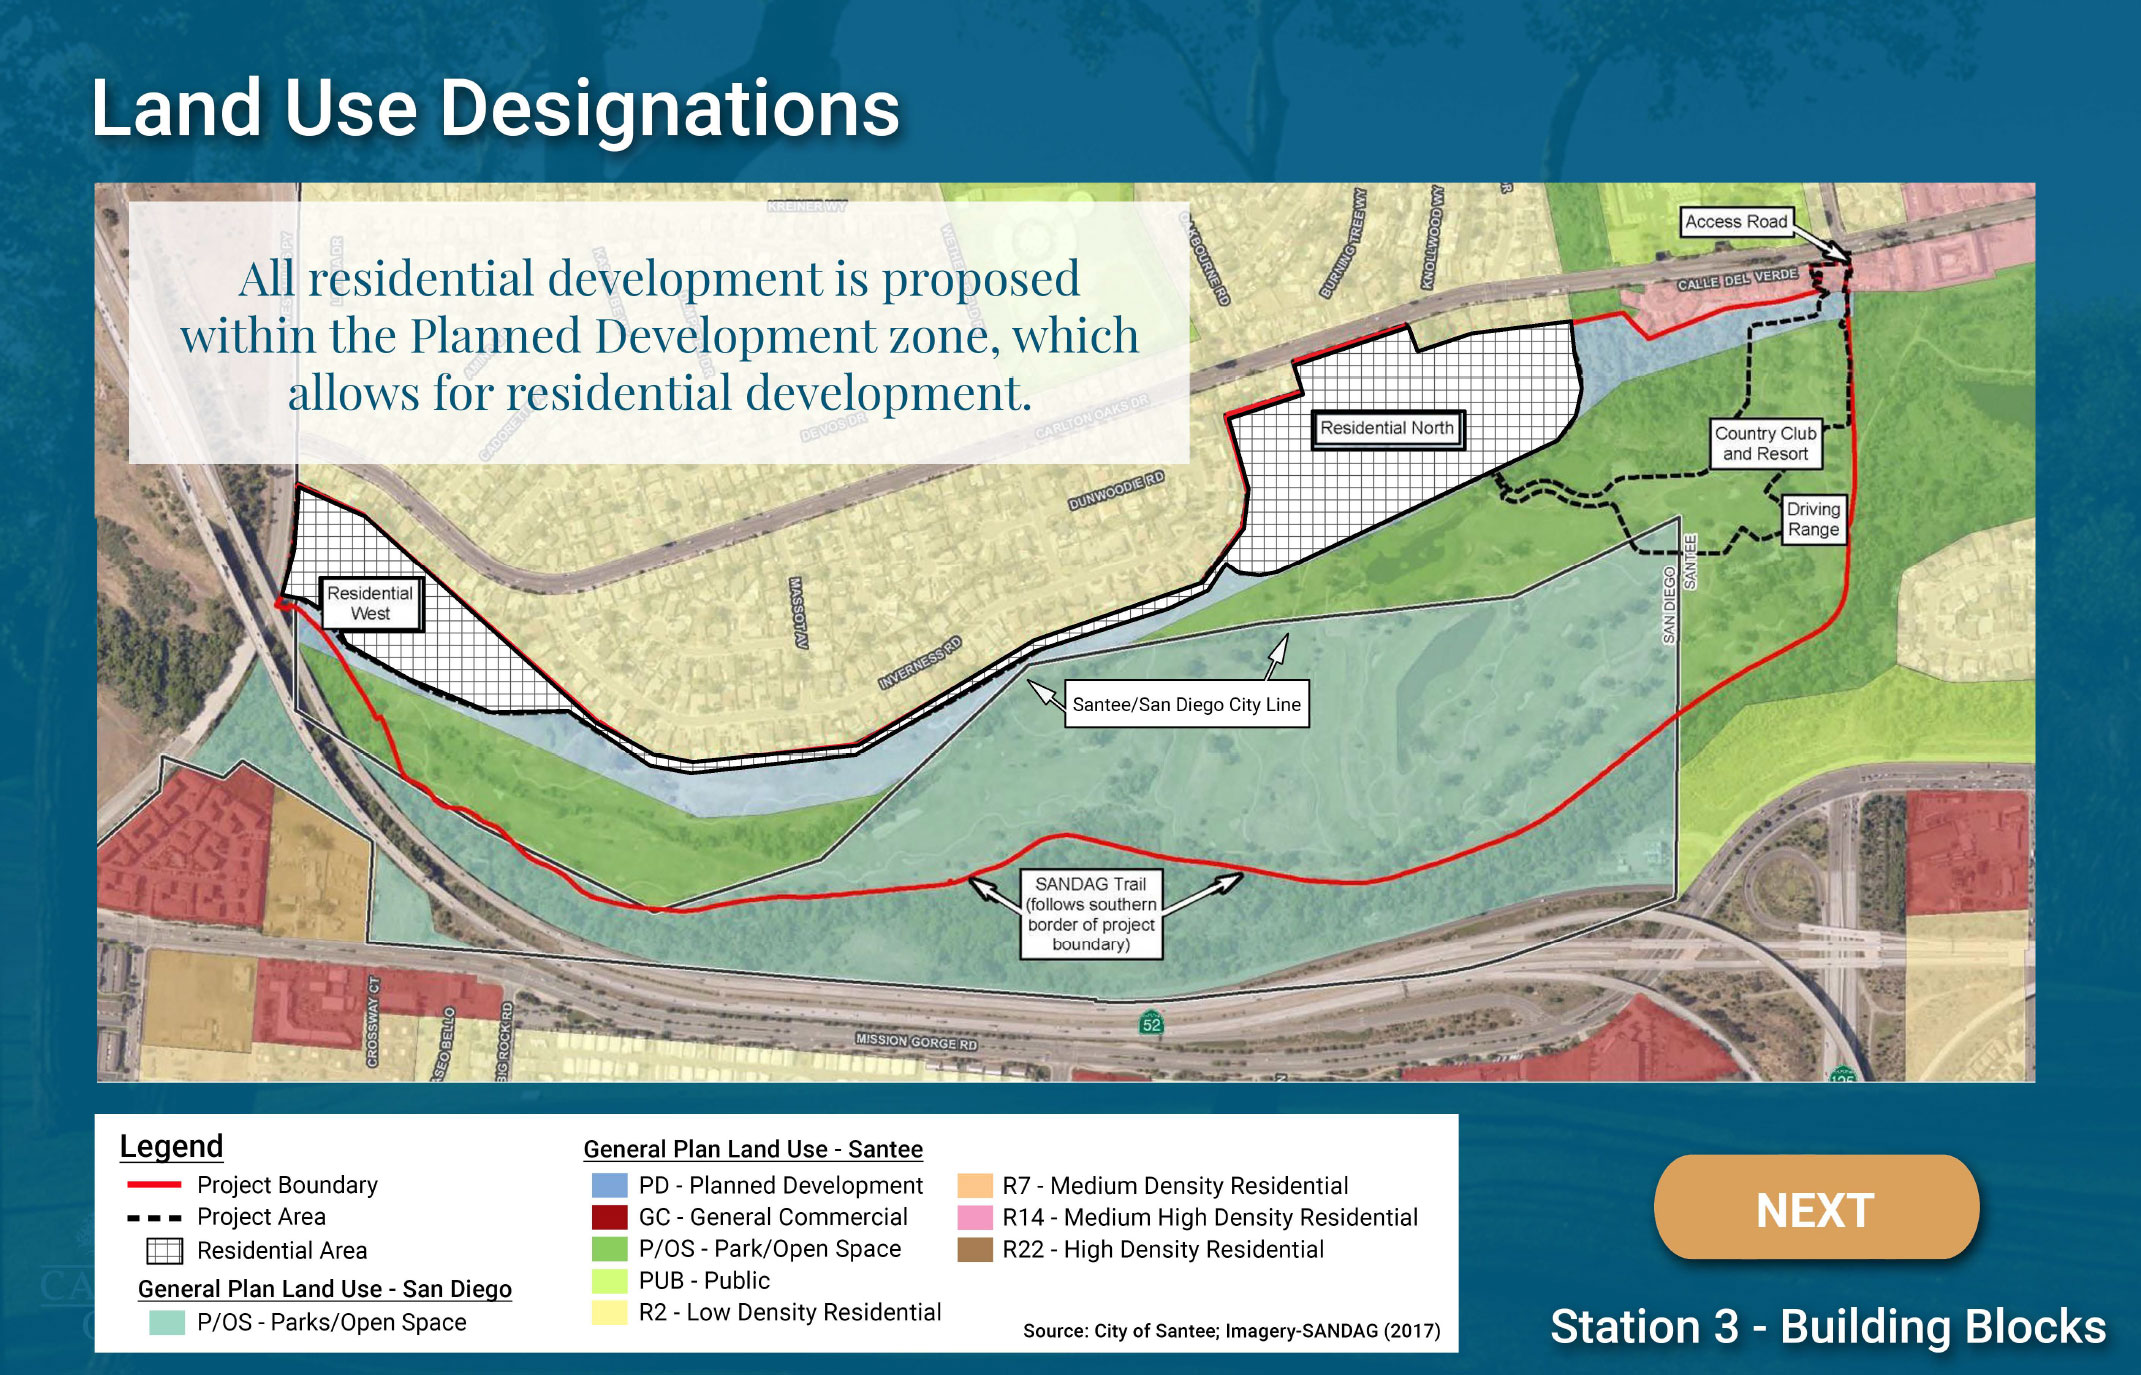 Land Use Designations
All residential development is proposed
within the Planned Development zone, which
allows for residential development.
KREINER WY
BURNING TREE WY
KNOLLWOOD WY
Access Road
CALLE DEL VERDE
DE VOS DR
CARLTON OAKS DR
DUNWOODIE RD
Residential North
Country Club
and Resort
Driving
Range
SAN DIEGO
SANTEE
Residential
West
MASSOT AV
INVERNESS RD
Santee/San Diego City Line
SANDAG Trail
(follows southern
border of project
boundary)
CROSSWAY CT
BIG ROCK RD
MISSION GORGE RD
52
125
Legend
Project Boundary
Project Area
Residential Area
General Plan Land Use - San Diego
P/OS - Parks/Open Space
General Plan Land Use - Santee
PD - Planned Development
GC - General Commercial
P/OS - Park/Open Space
PUB - Public
R2 - Low Density Residential
R7 - Medium Density Residential
R14 - Medium High Density Residential
R22 - High Density Residential
Source: City of Santee; Imagery-SANDAG (2017)
NEXT
Station 3 - Building Blocks